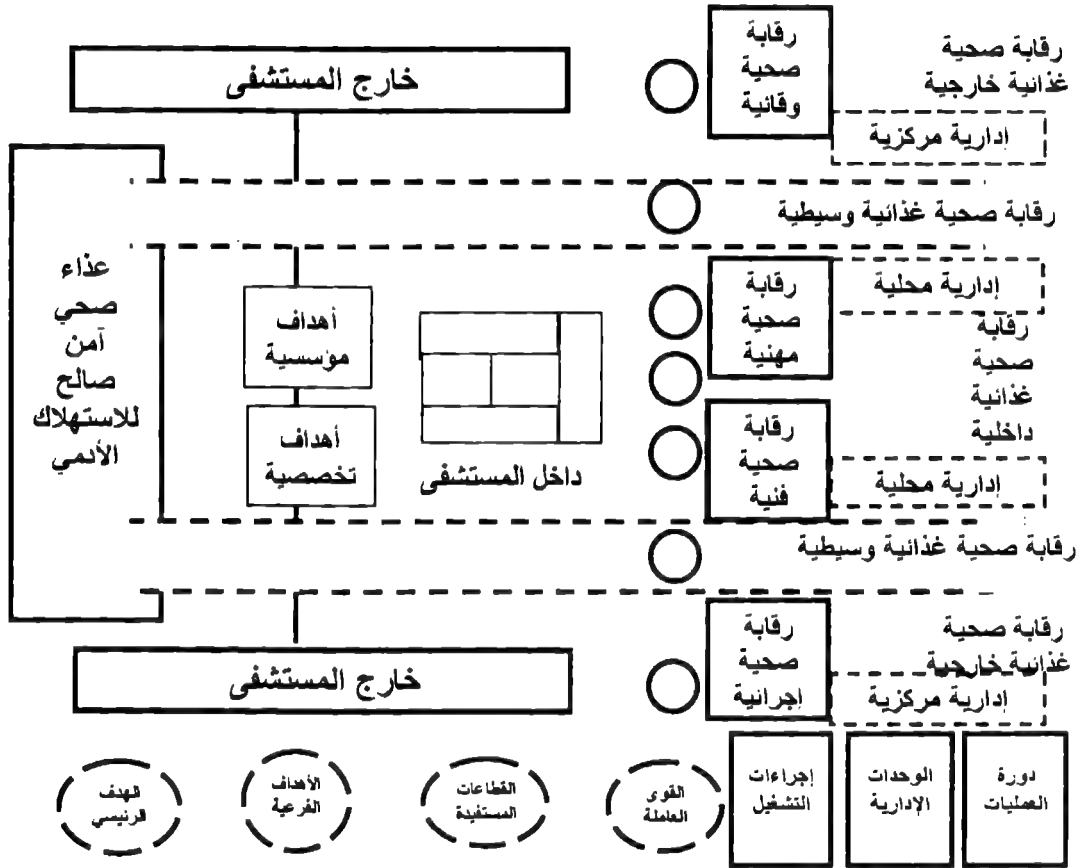 رقابة صحية
غذائية خارجية
رقابة
صحية
وقائية
خارج المستشفى
إدارية مركزية
رقابة صحية غذائية وسيطية
إدارية محلية
رقابة
صحية
غذائية
داخلية
رقابة
صحية
مهنية
أهداف
مؤسسية
غذاء
صحي
آمن
صالح
للاستهلاك
الأدمي
رقابة
صحية
فنية
إدارية محلية
أهداف
تخصصية
داخل المستشفى
رقابة صحية غذائية وسيطية
رقابة صحية
غذائية خارجية
رقابة
صحية
إجرائية
إدارية مركزية
خارج المستشفى
دورة
العمليات
الوحدات
الإدارية
إجراءات
التشغيل
القوى
العاملة
القطاعات
المستفيدة
الأهداف
الفرعية
الهدف
الرئيسي